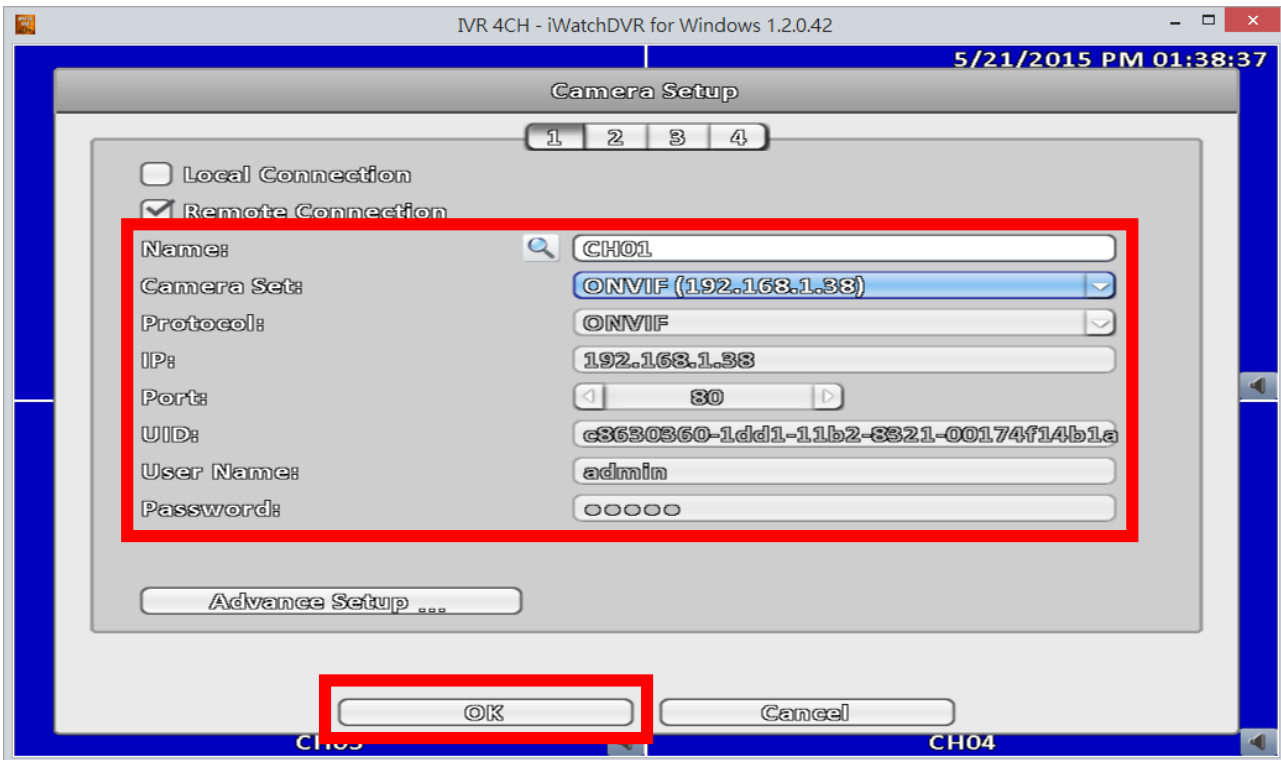 IVR 4CH - iWatchDVR for Windows 1.2.0.42
5/21/2015 PM 01:38:37
Camera Setup
1 2 3 4
Local Connection
Remote Connection
Name: CH01
Camera Set: ONVIF (192.168.1.38)
Protocol: ONVIF
IP: 192.168.1.38
Port: 80
UID: c8630360-1dd1-11b2-8321-00174f14b1a
User Name: admin
Password: ooooo
Advance Setup ...
OK Cancel
CH03 CH04